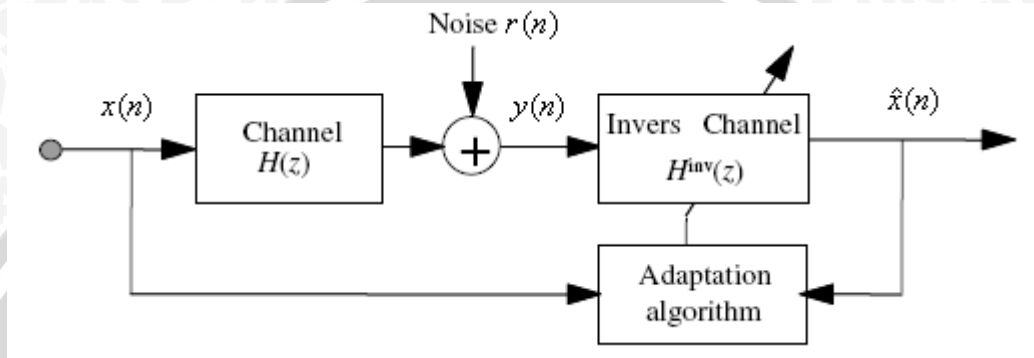 Noise r(n)
x(n)
Channel
H(z)
+
y(n)
Invers Channel
H^inv(z)
x̂(n)
Adaptation
algorithm